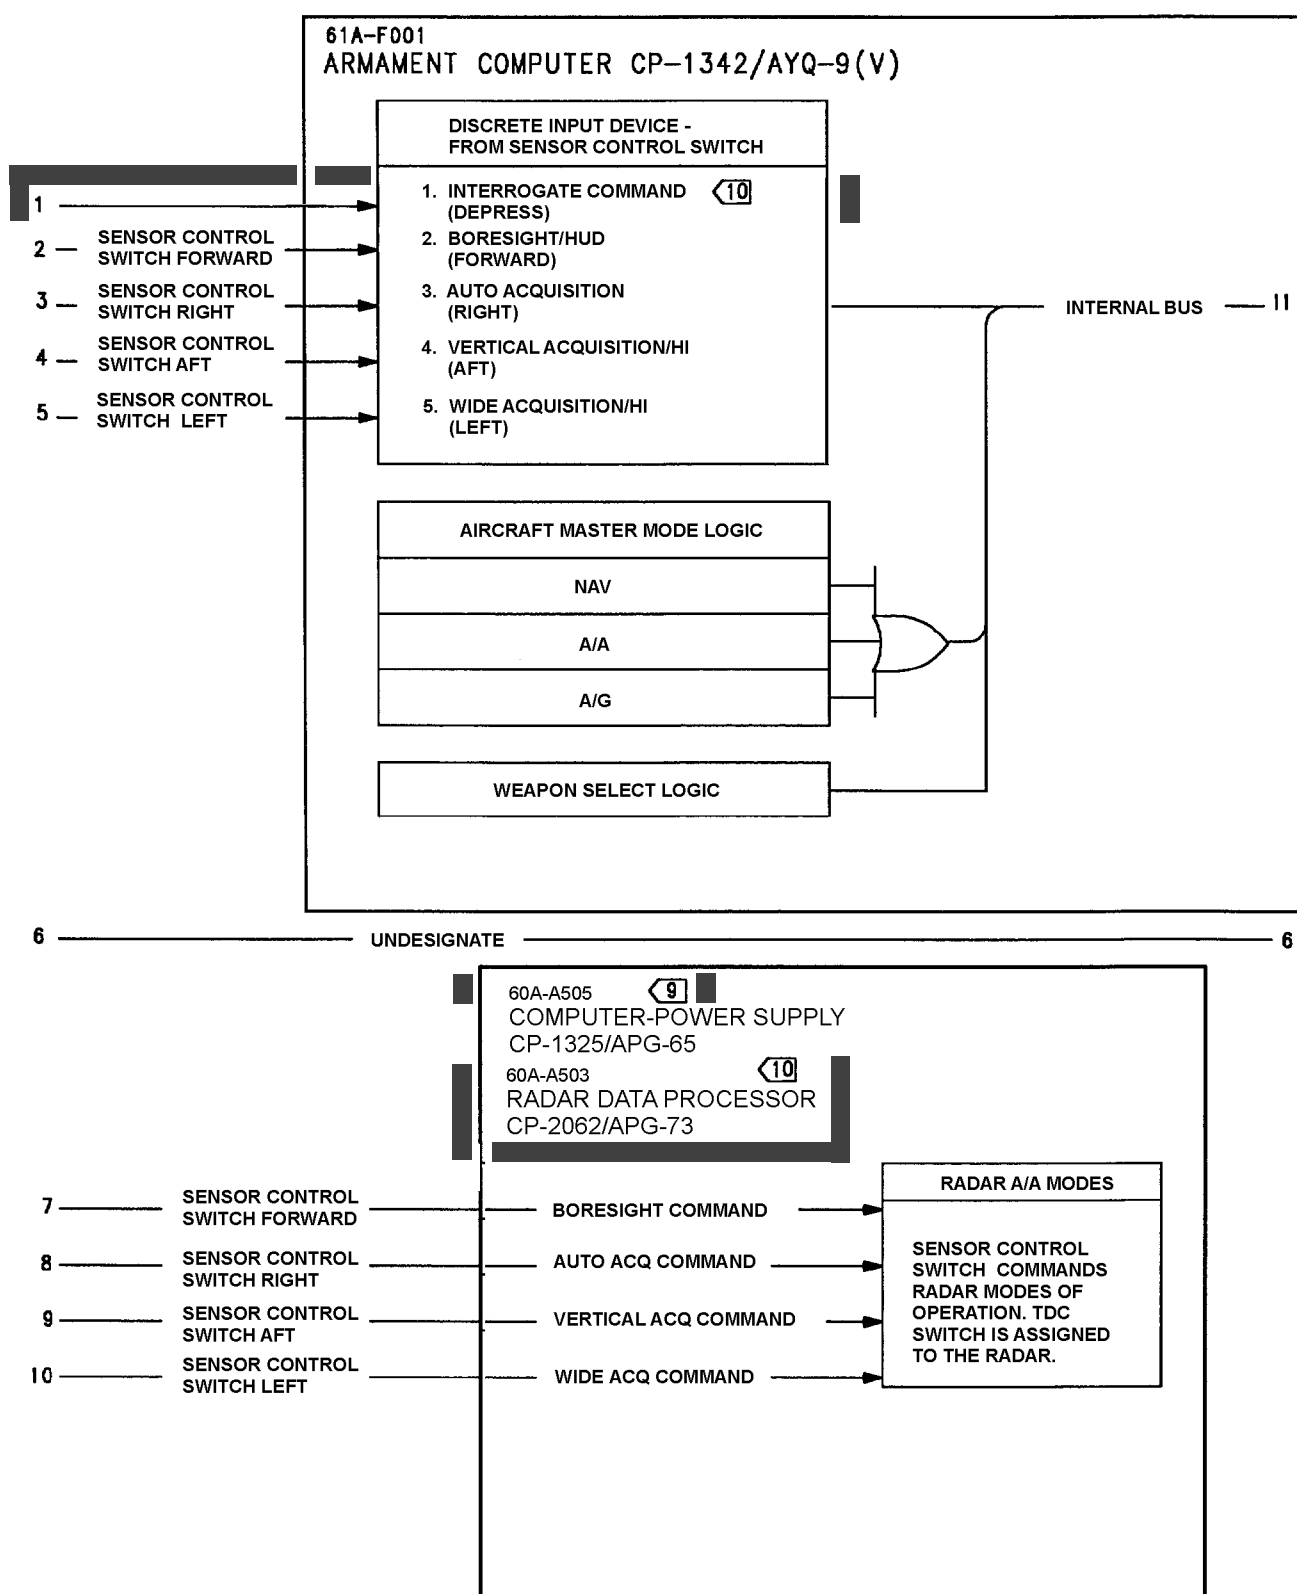 61A-F001
ARMAMENT COMPUTER CP-1342/AYQ-9(V)
DISCRETE INPUT DEVICE -
FROM SENSOR CONTROL SWITCH
1
1. INTERROGATE COMMAND 10
(DEPRESS)
2 SENSOR CONTROL
SWITCH FORWARD
2. BORESIGHT/HUD
(FORWARD)
3 SENSOR CONTROL
SWITCH RIGHT
3. AUTO ACQUISITION
(RIGHT)
INTERNAL BUS 11
4 SENSOR CONTROL
SWITCH AFT
4. VERTICAL ACQUISITION/HI
(AFT)
5 SENSOR CONTROL
SWITCH LEFT
5. WIDE ACQUISITION/HI
(LEFT)
AIRCRAFT MASTER MODE LOGIC
NAV
A/A
A/G
WEAPON SELECT LOGIC
6 UNDESIGNATE 6
60A-A505 9
COMPUTER-POWER SUPPLY
CP-1325/APG-65
60A-A503 10
RADAR DATA PROCESSOR
CP-2062/APG-73
7 SENSOR CONTROL
SWITCH FORWARD
BORESIGHT COMMAND
8 SENSOR CONTROL
SWITCH RIGHT
AUTO ACQ COMMAND
9 SENSOR CONTROL
SWITCH AFT
VERTICAL ACQ COMMAND
10 SENSOR CONTROL
SWITCH LEFT
WIDE ACQ COMMAND
RADAR A/A MODES
SENSOR CONTROL
SWITCH COMMANDS
RADAR MODES OF
OPERATION. TDC
SWITCH IS ASSIGNED
TO THE RADAR.